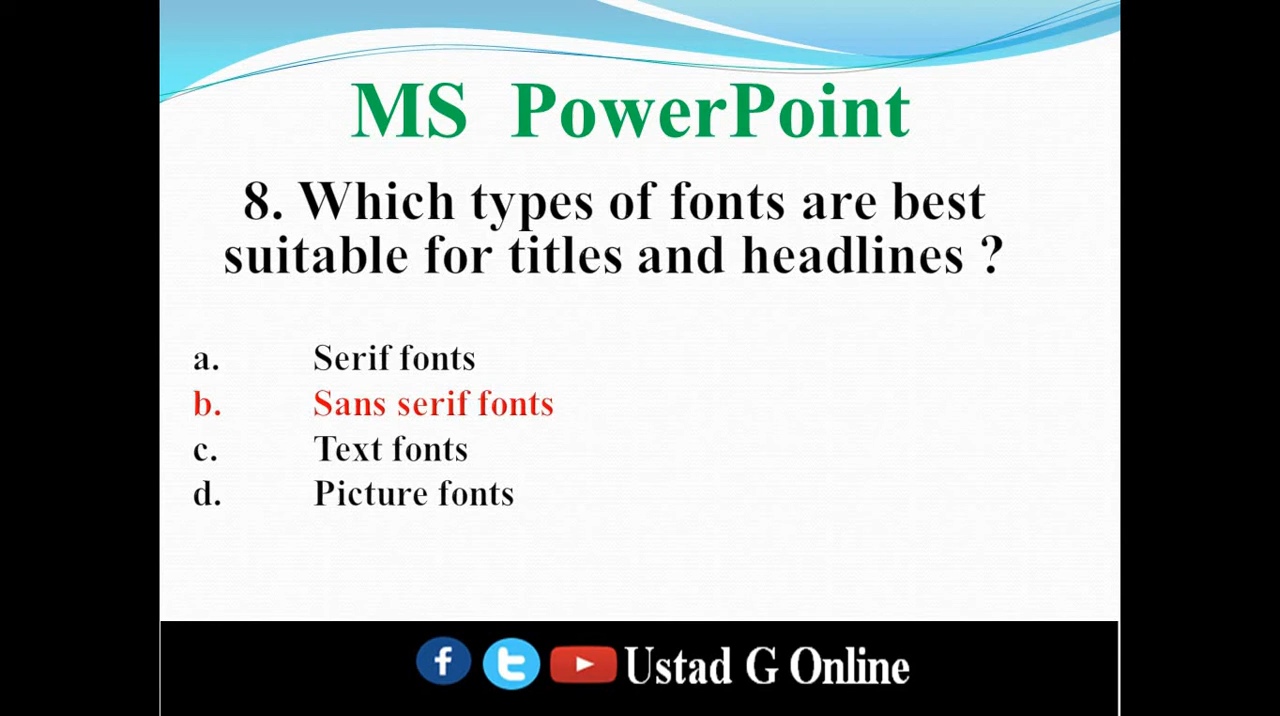 MS PowerPoint
8. Which types of fonts are best
suitable for titles and headlines ?
a. Serif fonts
b. Sans serif fonts
c. Text fonts
d. Picture fonts
Ustad G Online